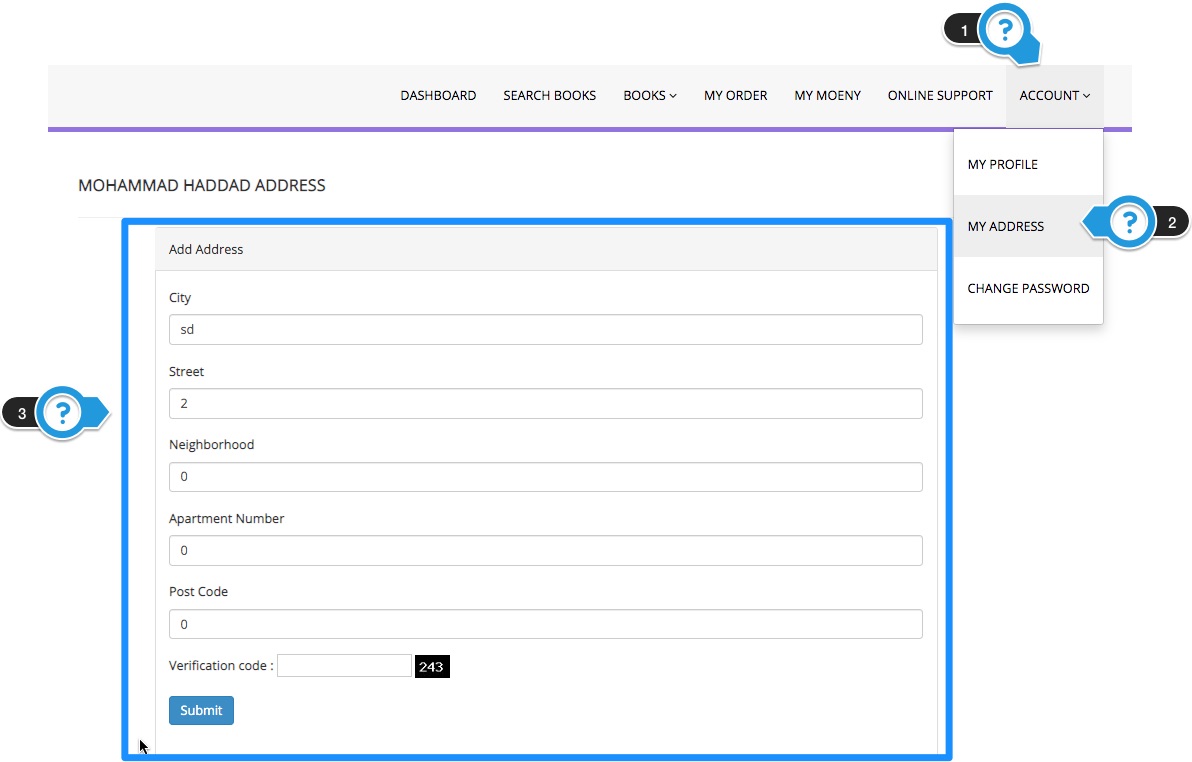 1 ?
DASHBOARD SEARCH BOOKS BOOKS MY ORDER MY MOENY ONLINE SUPPORT ACCOUNT
MY PROFILE
MY ADDRESS
? 2
CHANGE PASSWORD
MOHAMMAD HADDAD ADDRESS
Add Address
City
sd
Street
2
3 ?
Neighborhood
0
Apartment Number
0
Post Code
0
Verification code : 243
Submit